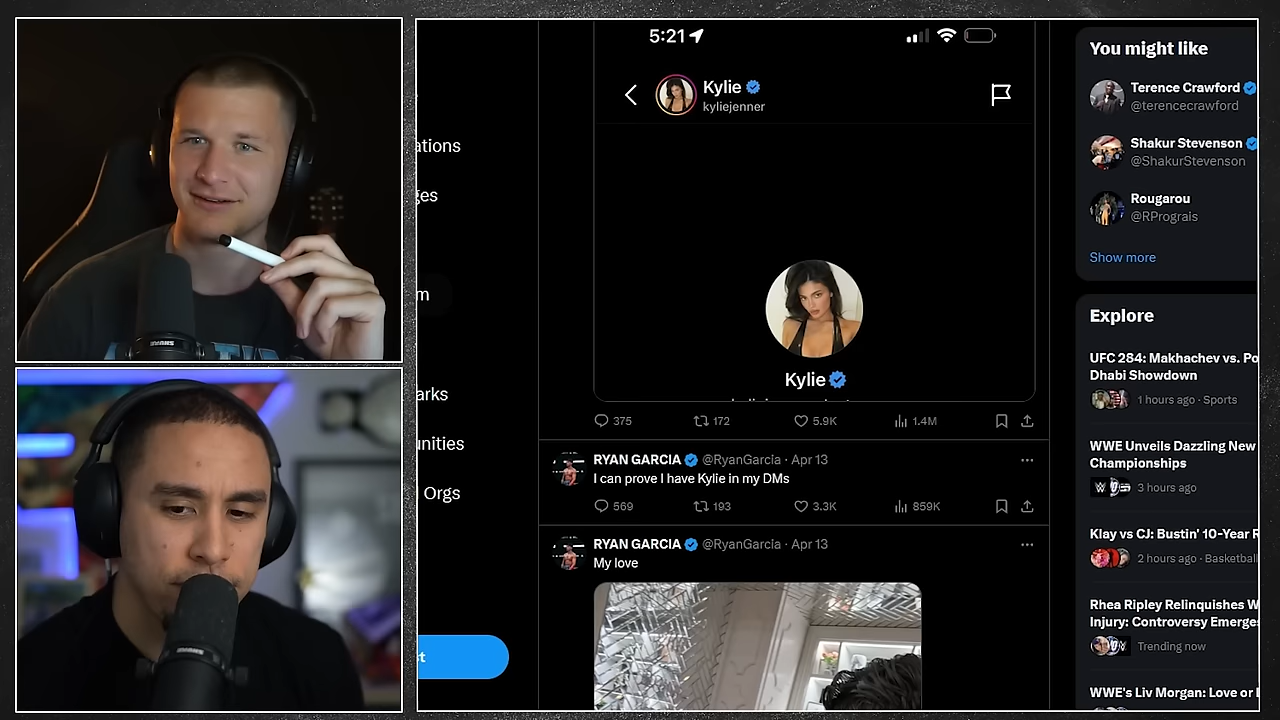 5:21
Kylie
kyliejenner
Kylie
375 172 5.9K 1.4M
RYAN GARCIA @RyanGarcia · Apr 13
I can prove I have Kylie in my DMs
569 193 3.3K 859K
RYAN GARCIA @RyanGarcia · Apr 13
My love
ations
ges
m
arks
unities
Orgs
t
You might like
Terence Crawford
@terencecrawford
Shakur Stevenson
@ShakurStevenson
Rougarou
@RPrograis
Show more
Explore
UFC 284: Makhachev vs. Po
Dhabi Showdown
1 hours ago · Sports
WWE Unveils Dazzling New
Championships
3 hours ago
Klay vs CJ: Bustin' 10-Year R
2 hours ago · Basketbal
Rhea Ripley Relinquishes W
Injury: Controversy Emerge
Trending now
WWE's Liv Morgan: Love or